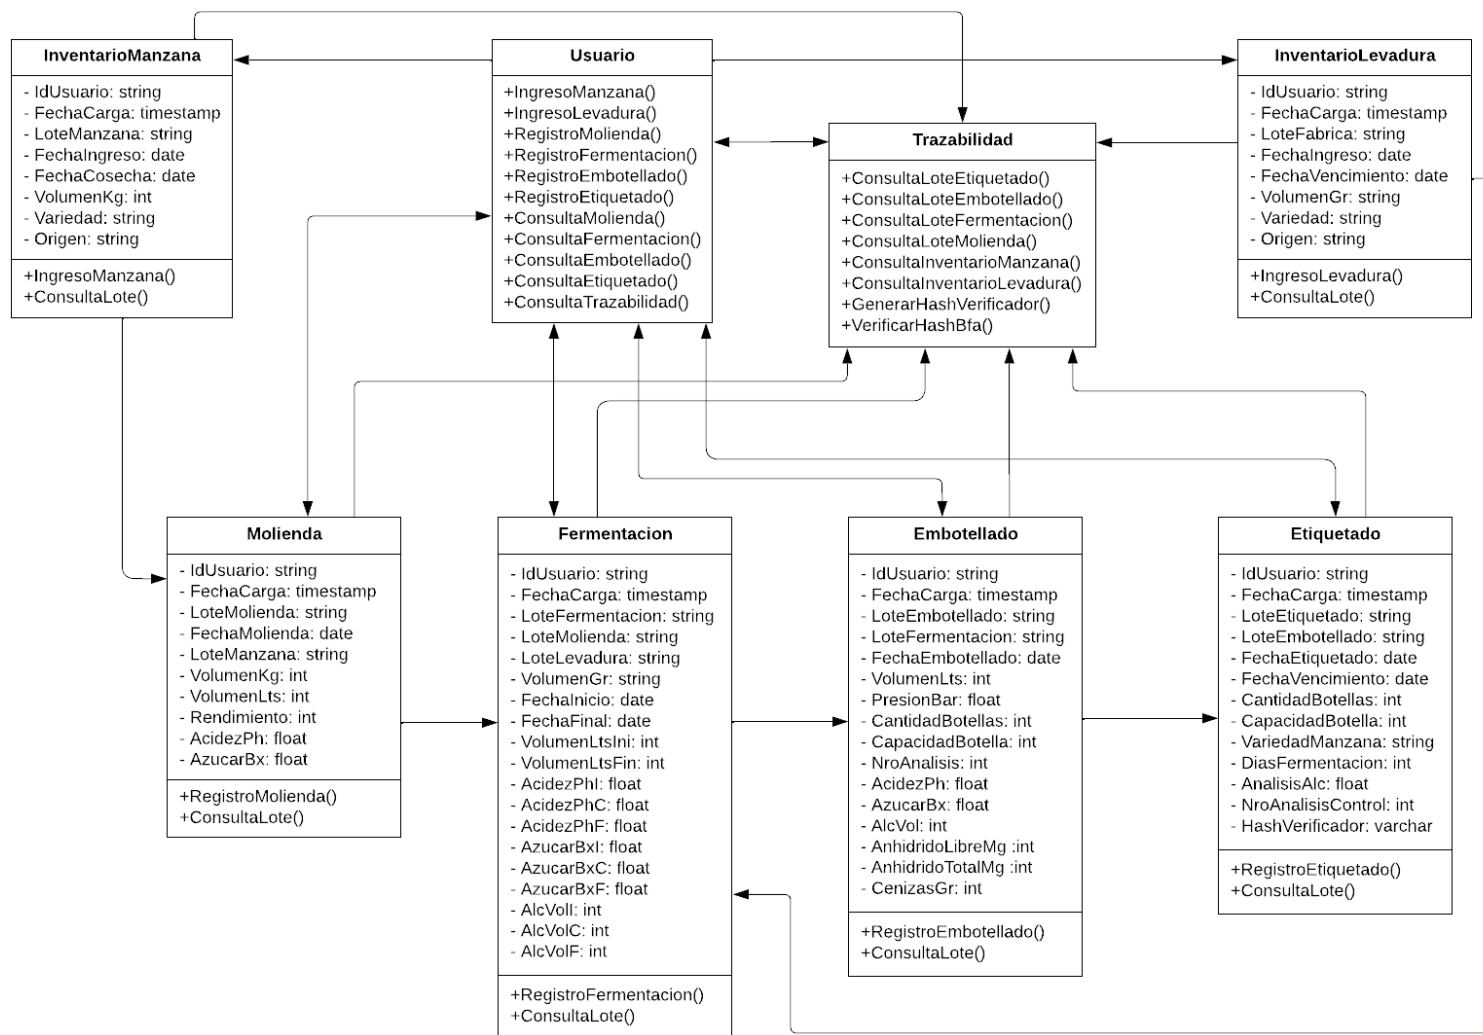 InventarioManzana
- IdUsuario: string
- FechaCarga: timestamp
- LoteManzana: string
- FechaIngreso: date
- FechaCosecha: date
- VolumenKg: int
- Variedad: string
- Origen: string
+IngresoManzana()
+ConsultaLote()
Usuario
+IngresoManzana()
+IngresoLevadura()
+RegistroMolienda()
+RegistroFermentacion()
+RegistroEmbotellado()
+RegistroEtiquetado()
+ConsultaMolienda()
+ConsultaFermentacion()
+ConsultaEmbotellado()
+ConsultaEtiquetado()
+ConsultaTrazabilidad()
Trazabilidad
+ConsultaLoteEtiquetado()
+ConsultaLoteEmbotellado()
+ConsultaLoteFermentacion()
+ConsultaLoteMolienda()
+ConsultaInventarioManzana()
+ConsultaInventarioLevadura()
+GenerarHashVerificador()
+VerificarHashBfa()
InventarioLevadura
- IdUsuario: string
- FechaCarga: timestamp
- LoteFabrica: string
- FechaIngreso: date
- FechaVencimiento: date
- VolumenGr: string
- Variedad: string
- Origen: string
+IngresoLevadura()
+ConsultaLote()
Molienda
- IdUsuario: string
- FechaCarga: timestamp
- LoteMolienda: string
- FechaMolienda: date
- LoteManzana: string
- VolumenKg: int
- VolumenLts: int
- Rendimiento: int
- AcidezPh: float
- AzucarBx: float
+RegistroMolienda()
+ConsultaLote()
Fermentacion
- IdUsuario: string
- FechaCarga: timestamp
- LoteFermentacion: string
- LoteMolienda: string
- LoteLevadura: string
- VolumenGr: string
- FechaInicio: date
- FechaFinal: date
- VolumenLtsIni: int
- VolumenLtsFin: int
- AcidezPhI: float
- AcidezPhC: float
- AcidezPhF: float
- AzucarBxI: float
- AzucarBxC: float
- AzucarBxF: float
- AlcVolI: int
- AlcVolC: int
- AlcVolF: int
+RegistroFermentacion()
+ConsultaLote()
Embotellado
- IdUsuario: string
- FechaCarga: timestamp
- LoteEmbotellado: string
- LoteFermentacion: string
- FechaEmbotellado: date
- VolumenLts: int
- PresionBar: float
- CantidadBotellas: int
- CapacidadBotella: int
- NroAnalisis: int
- AcidezPh: float
- AzucarBx: float
- AlcVol: int
- AnhidridoLibreMg :int
- AnhidridoTotalMg :int
- CenizasGr: int
+RegistroEmbotellado()
+ConsultaLote()
Etiquetado
- IdUsuario: string
- FechaCarga: timestamp
- LoteEtiquetado: string
- LoteEmbotellado: string
- FechaEtiquetado: date
- FechaVencimiento: date
- CantidadBotellas: int
- CapacidadBotella: int
- VariedadManzana: string
- DiasFermentacion: int
- AnalisisAlc: float
- NroAnalisisControl: int
- HashVerificador: varchar
+RegistroEtiquetado()
+ConsultaLote()